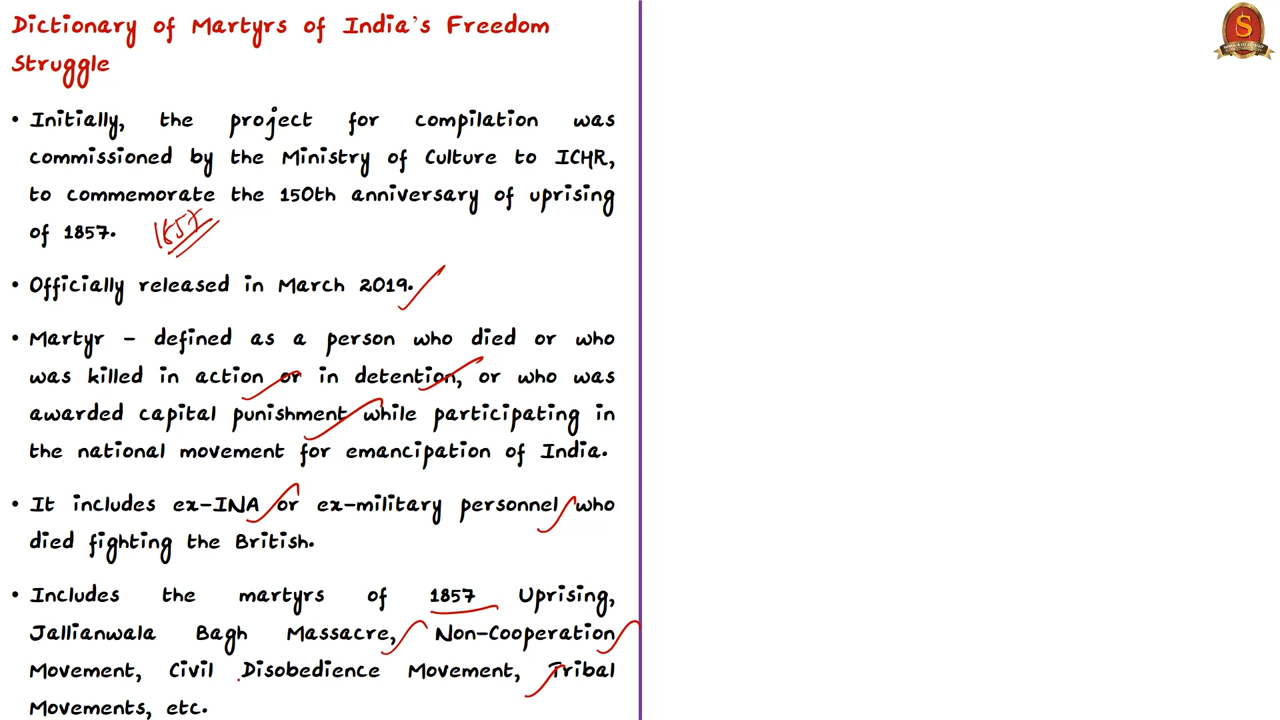 Dictionary of Martyrs of India's Freedom
Struggle
• Initially, the project for compilation was
commissioned by the Ministry of Culture to ICHR,
to commemorate the 150th anniversary of uprising
of 1857.
1857
• Officially released in March 2019.
• Martyr – defined as a person who died or who
was killed in action or in detention, or who was
awarded capital punishment while participating in
the national movement for emancipation of India.
• It includes ex-INA or ex-military personnel who
died fighting the British.
• Includes the martyrs of 1857 Uprising,
Jallianwala Bagh Massacre, Non-Cooperation
Movement, Civil Disobedience Movement, Tribal
Movements, etc.
S